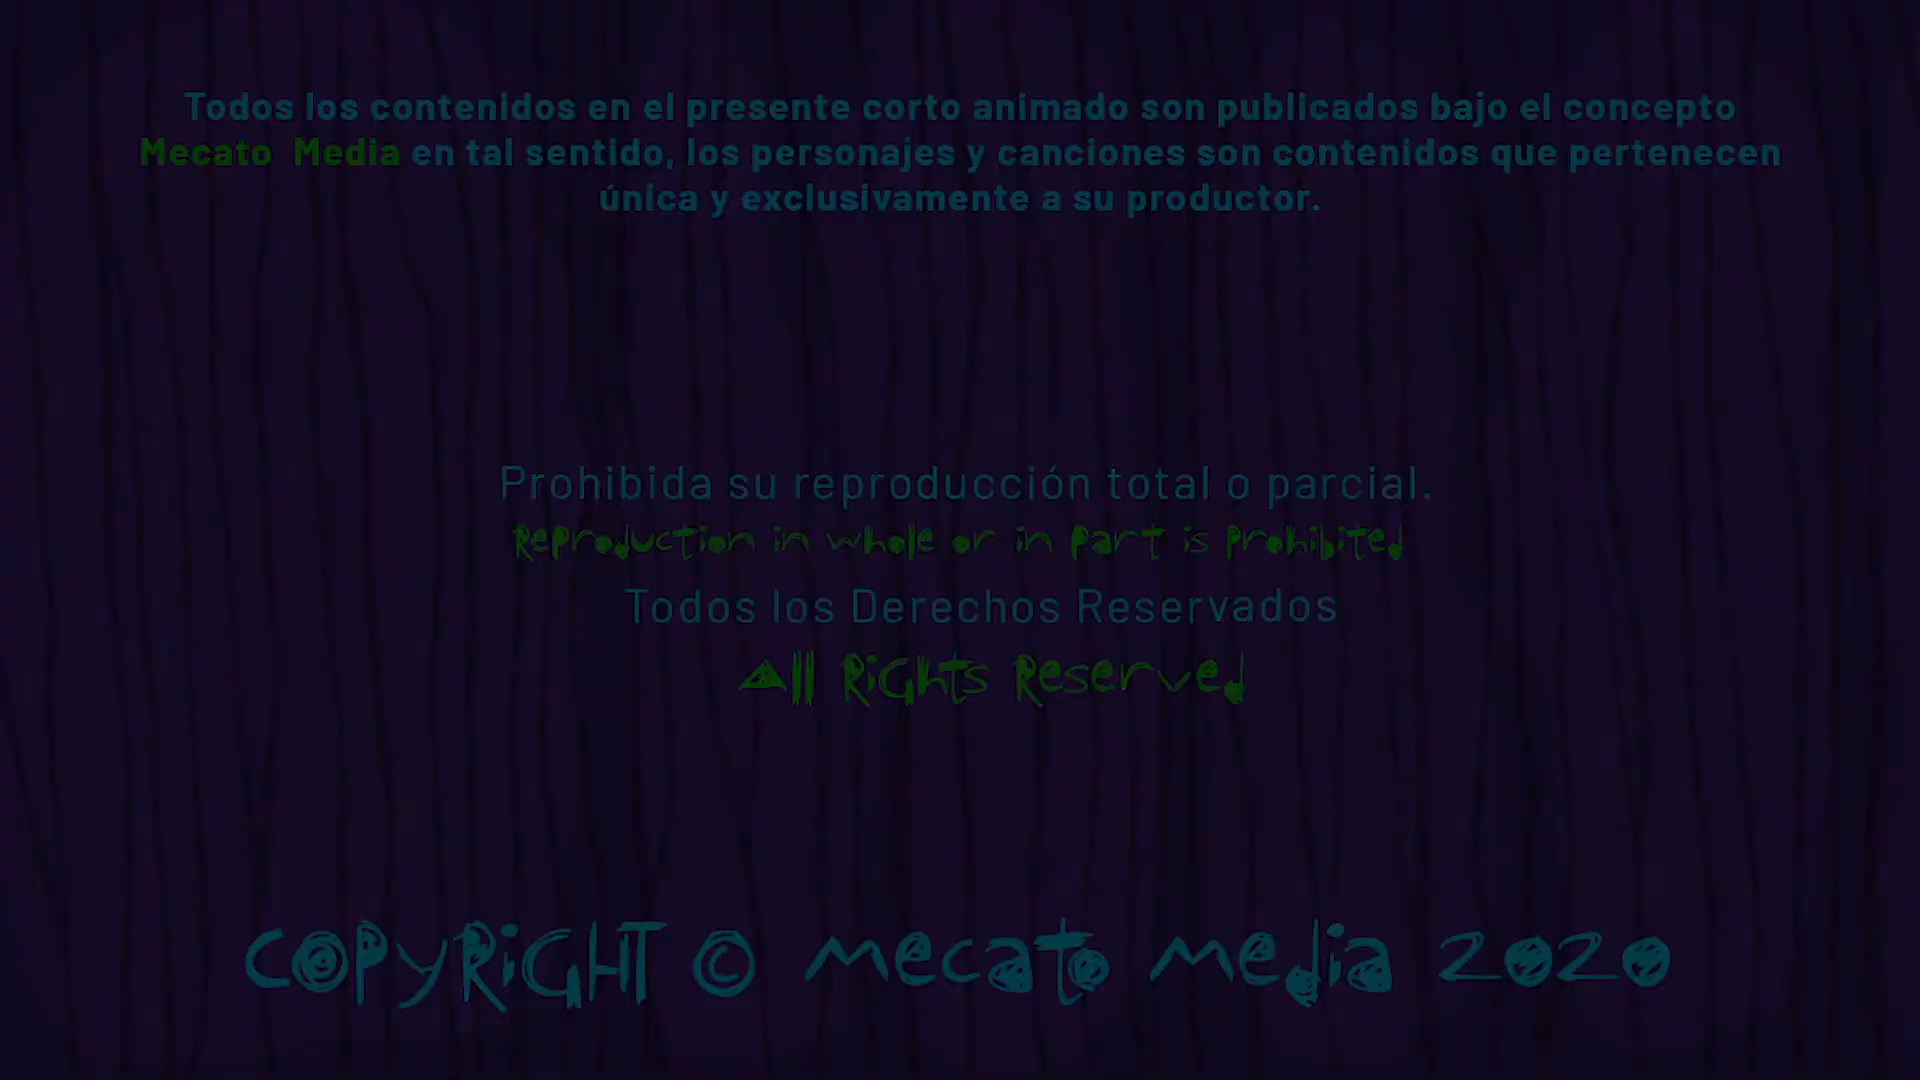 Todos los contenidos en el presente corto animado son publicados bajo el concepto
Mecato Media en tal sentido, los personajes y canciones son contenidos que pertenecen
única y exclusivamente a su productor.
Prohibida su reproducción total o parcial.
Reproduction in whole or in part is prohibited
Todos los Derechos Reservados
All Rights Reserved
COPYRIGHT © mecato media 2020